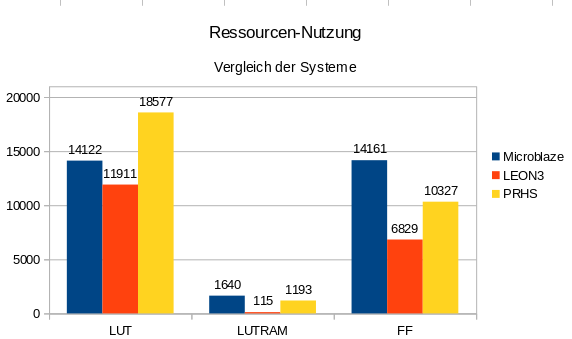 Ressourcen-Nutzung
Vergleich der Systeme
20000
15000
10000
5000
0
14122
11911
18577
1640
115
1193
14161
6829
10327
LUT
LUTRAM
FF
Microblaze
LEON3
PRHS